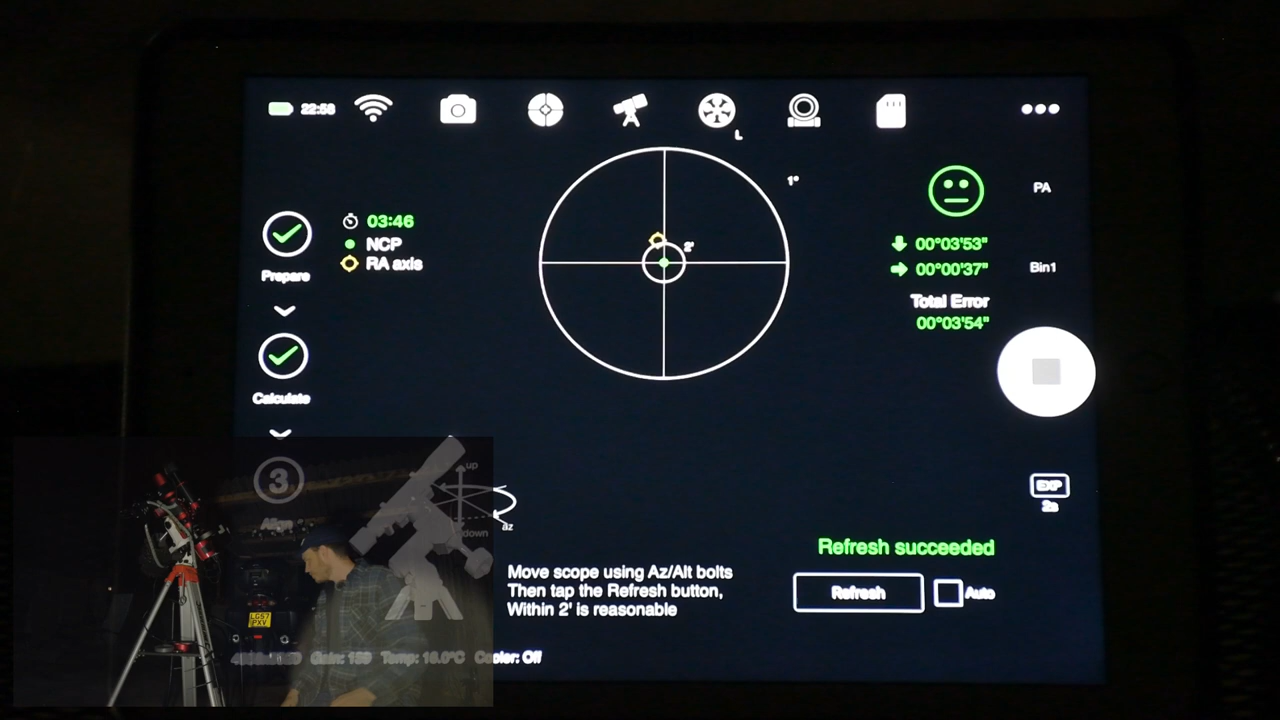 22:58
L
1°
PA
03:46
NCP
RA axis
2'
00°03'53"
00°00'37"
Total Error
00°03'54"
Bin1
Prepare
Calculate
3
up
down
az
EXP
2s
Refresh succeeded
Move scope using Az/Alt bolts
Then tap the Refresh button,
Within 2' is reasonable
Refresh
Auto
Temp: 16.0°C
Cooler: Off